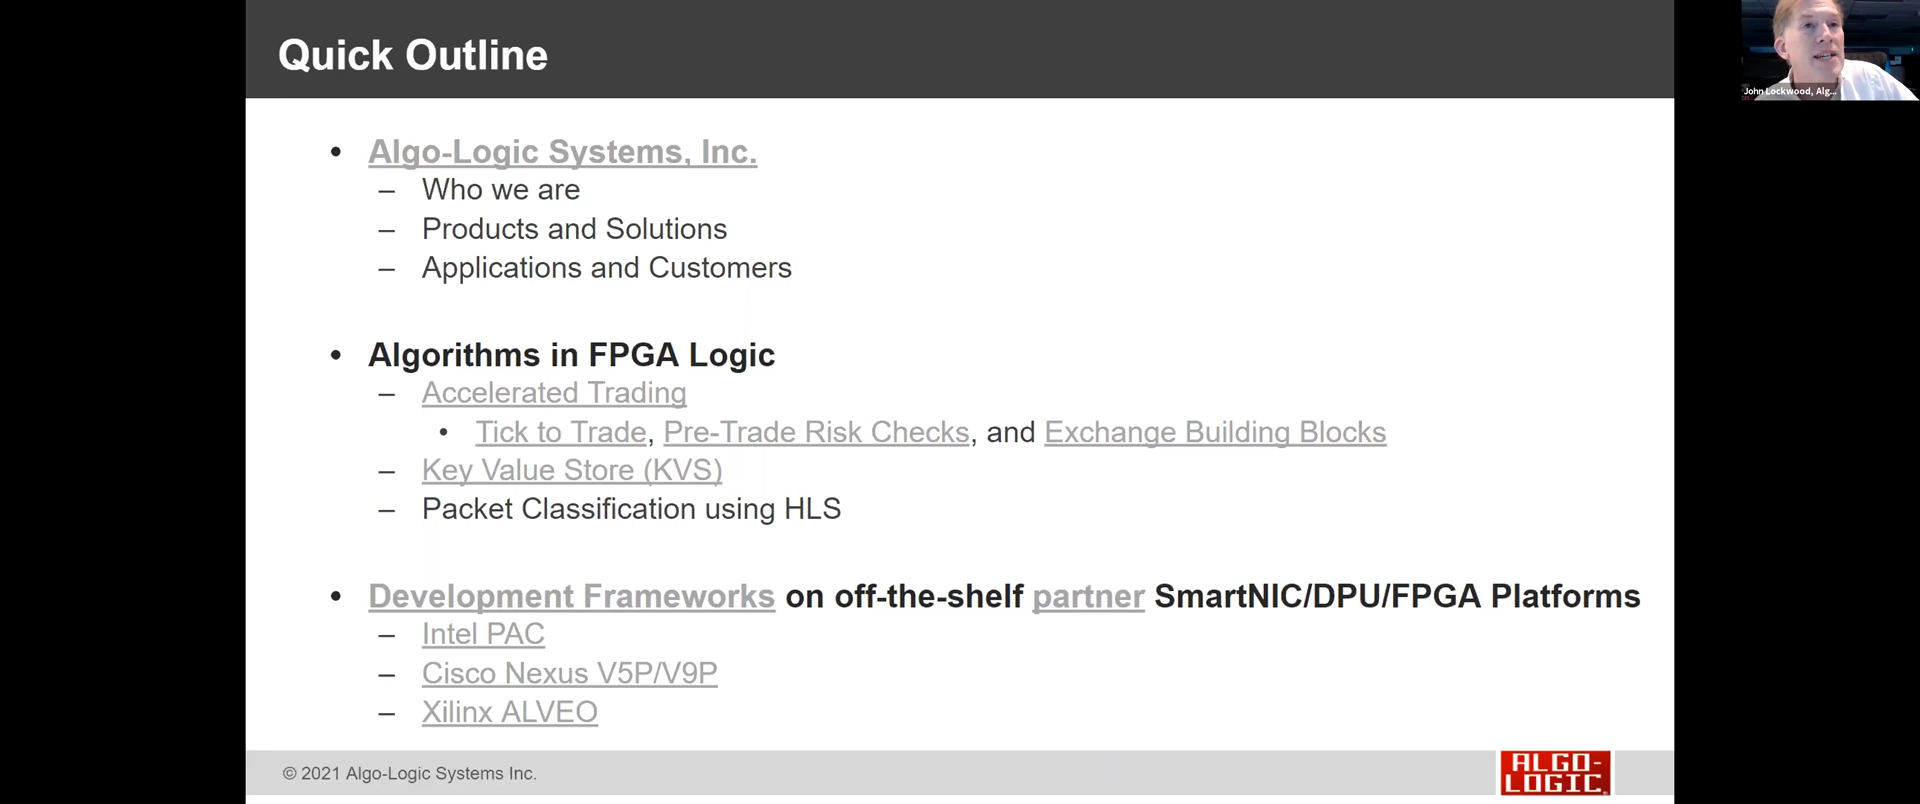 Quick Outline
John Lockwood, Alg...
• Algo-Logic Systems, Inc.
– Who we are
– Products and Solutions
– Applications and Customers
• Algorithms in FPGA Logic
– Accelerated Trading
• Tick to Trade, Pre-Trade Risk Checks, and Exchange Building Blocks
– Key Value Store (KVS)
– Packet Classification using HLS
• Development Frameworks on off-the-shelf partner SmartNIC/DPU/FPGA Platforms
– Intel PAC
– Cisco Nexus V5P/V9P
– Xilinx ALVEO
© 2021 Algo-Logic Systems Inc.
ALGO-
LOGIC